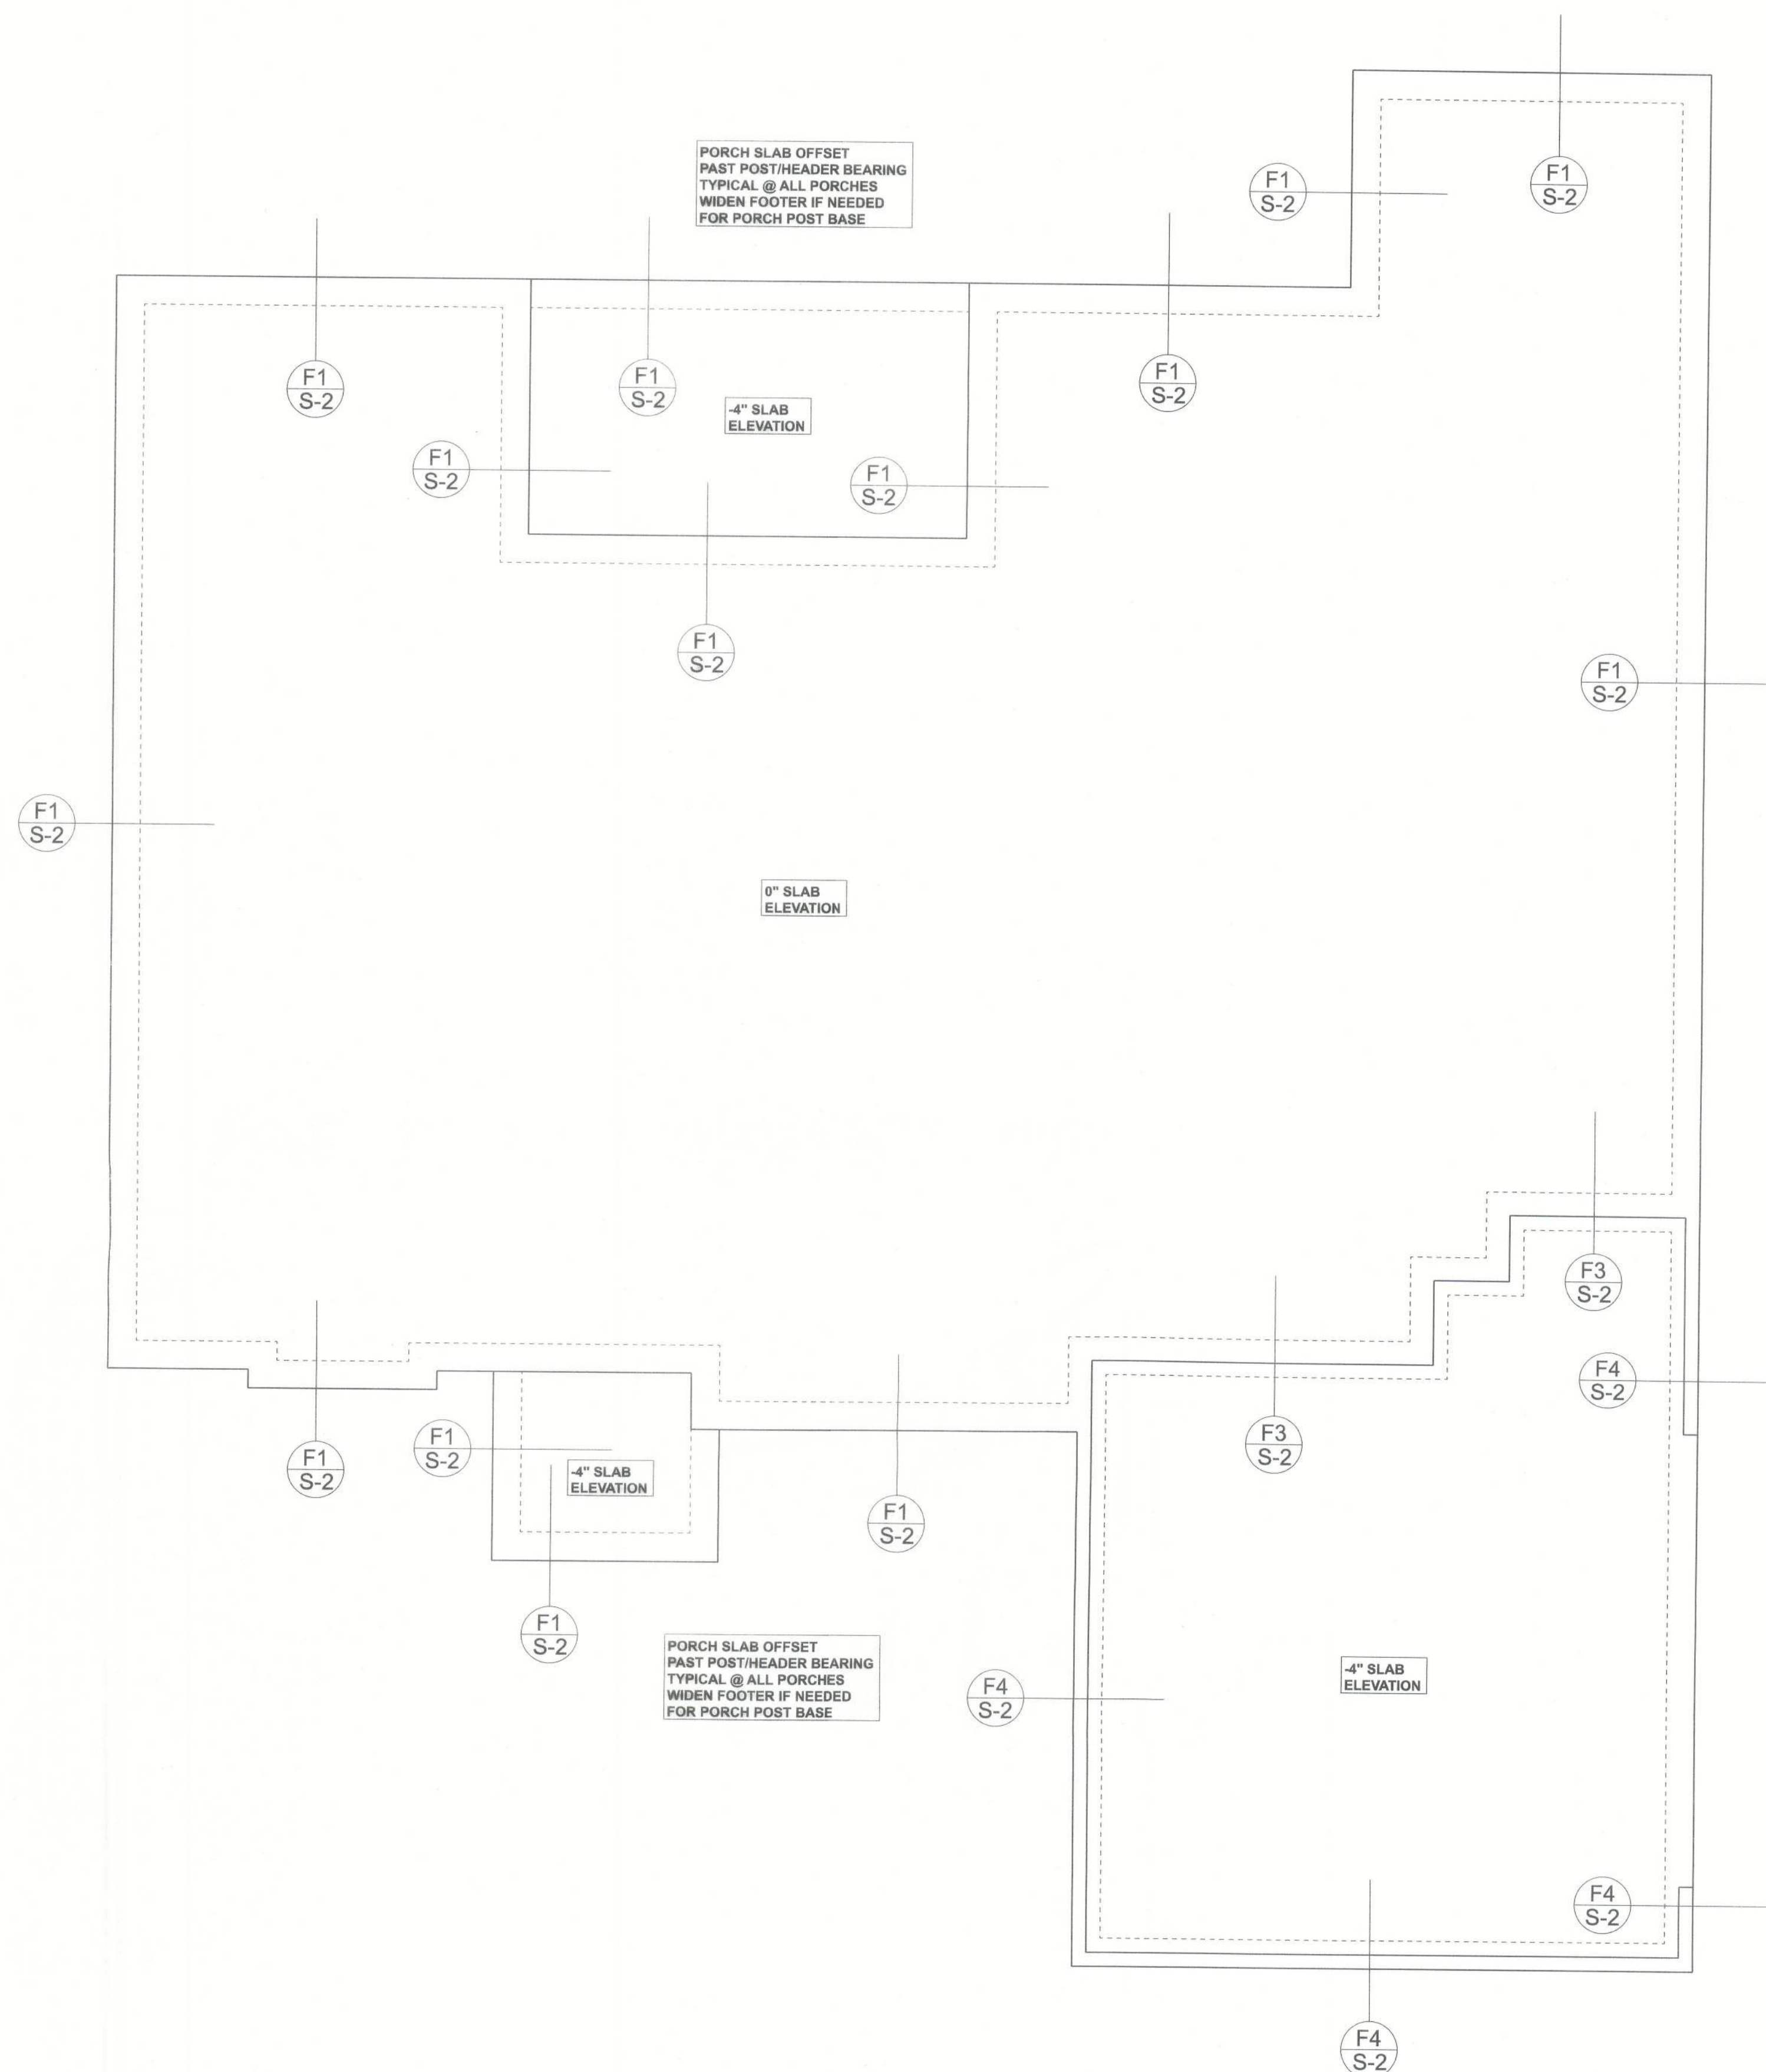 PORCH SLAB OFFSET
PAST POST/HEADER BEARING
TYPICAL @ ALL PORCHES
WIDEN FOOTER IF NEEDED
FOR PORCH POST BASE
F1
S-2
F1
S-2
F1
S-2
F1
S-2
F1
S-2
-4" SLAB
ELEVATION
F1
S-2
F1
S-2
F1
S-2
F1
S-2
F1
S-2
0" SLAB
ELEVATION
F3
S-2
F4
S-2
F3
S-2
F1
S-2
F1
S-2
-4" SLAB
ELEVATION
F1
S-2
F1
S-2
PORCH SLAB OFFSET
PAST POST/HEADER BEARING
TYPICAL @ ALL PORCHES
WIDEN FOOTER IF NEEDED
FOR PORCH POST BASE
F4
S-2
-4" SLAB
ELEVATION
F4
S-2
F4
S-2